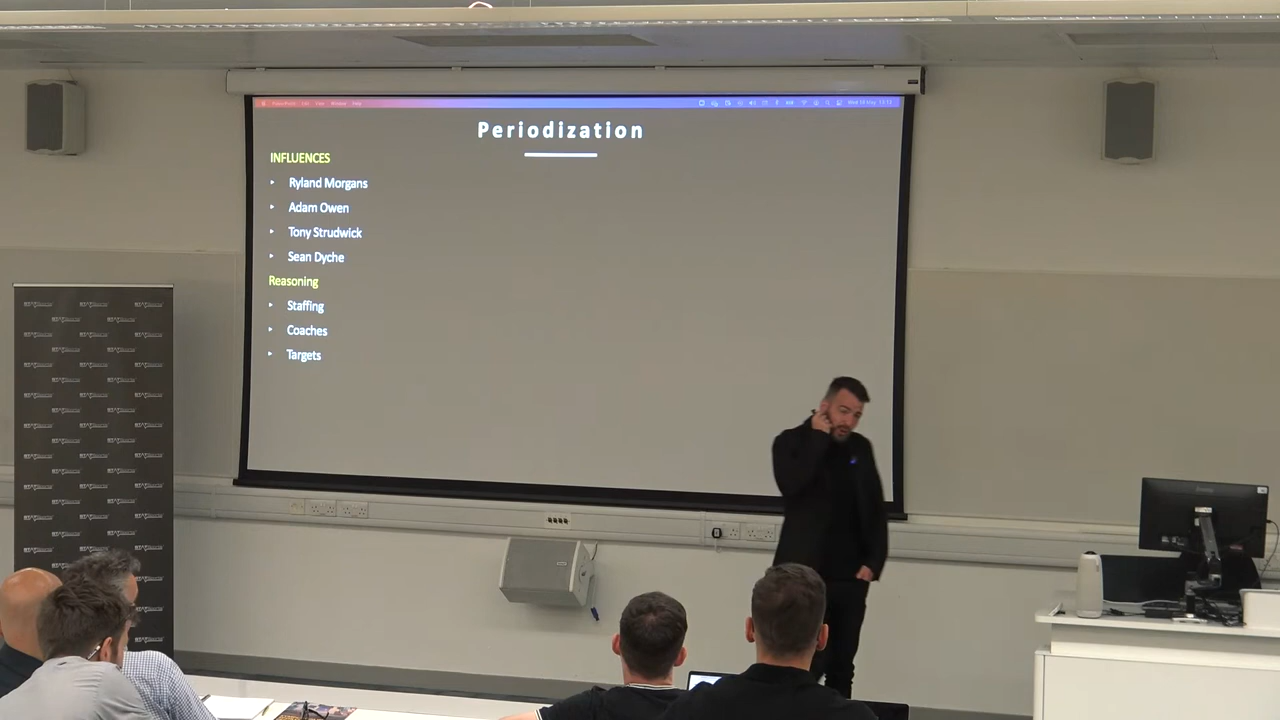 Periodization
INFLUENCES
Ryland Morgans
Adam Owen
Tony Strudwick
Sean Dyche
Reasoning
Staffing
Coaches
Targets